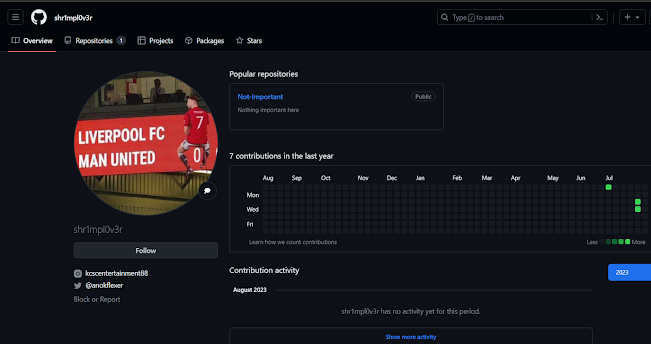 shr1mpl0v3r
Type / to search
Overview
Repositories 1
Projects
Packages
Stars
LIVERPOOL FC 7
MAN UNITED 0
shr1mpl0v3r
Follow
kcscentertainment88
@anokflexer
Block or Report
Popular repositories
Not-Important Public
Nothing important here
7 contributions in the last year
Aug Sep Oct Nov Dec Jan Feb Mar Apr May Jun Jul
Mon
Wed
Fri
Learn how we count contributions
Less More
Contribution activity
2023
August 2023
shr1mpl0v3r has no activity yet for this period.
Show more activity